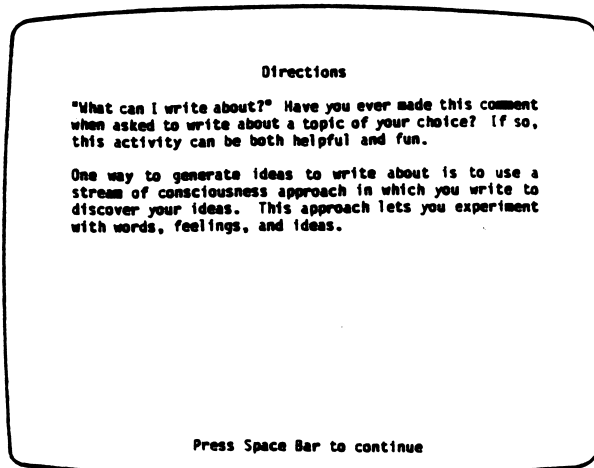 Directions
"What can I write about?" Have you ever made this comment
when asked to write about a topic of your choice? If so,
this activity can be both helpful and fun.
One way to generate ideas to write about is to use a
stream of consciousness approach in which you write to
discover your ideas. This approach lets you experiment
with words, feelings, and ideas.
Press Space Bar to continue